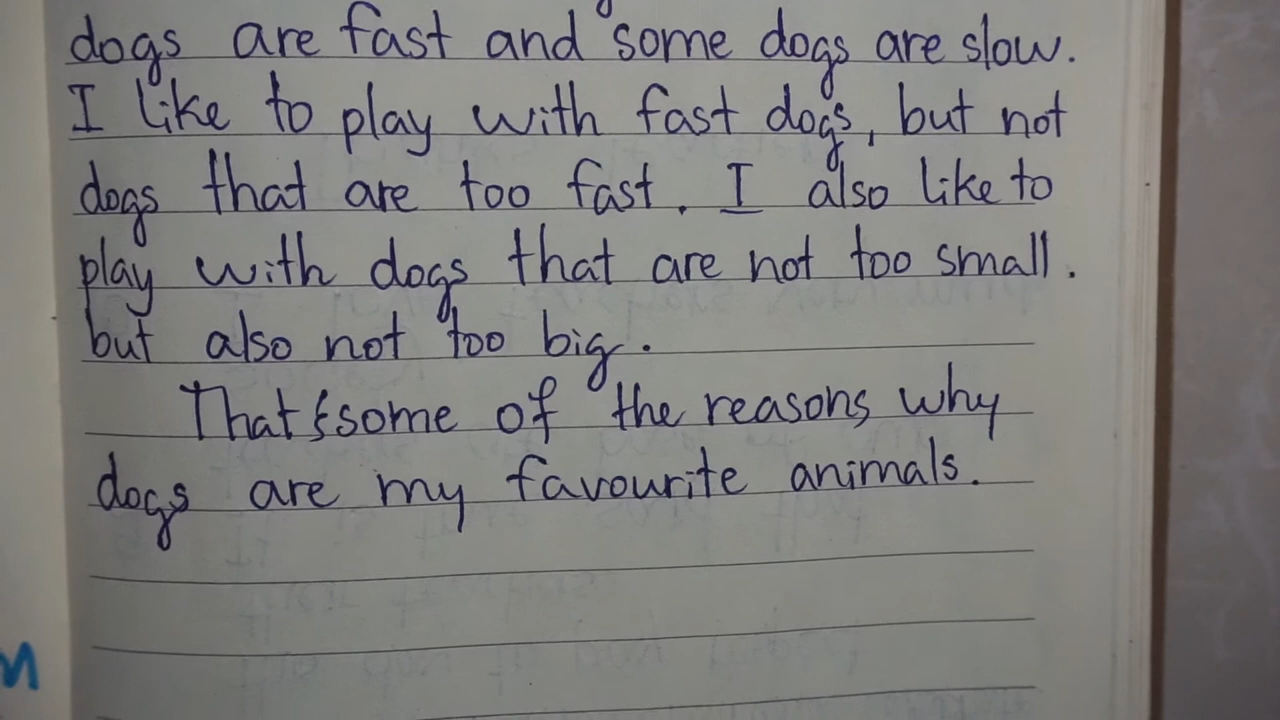 dogs are fast and some dogs are slow.
I like to play with fast dogs, but not
dogs that are too fast. I also like to
play with dogs that are not too small.
but also not too big.
That's some of the reasons why
dogs are my favourite animals.